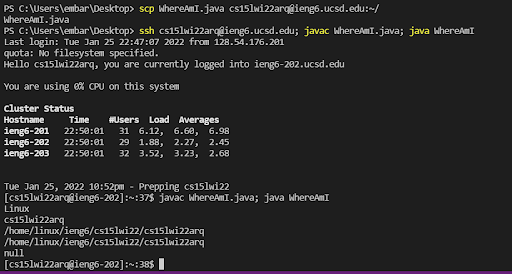 PS C:\Users\embar\Desktop> scp WhereAmI.java cs15lwi22arq@ieng6.ucsd.edu:~/
WhereAmI.java
PS C:\Users\embar\Desktop> ssh cs15lwi22arq@ieng6.ucsd.edu; javac WhereAmI.java; java WhereAmI
Last login: Tue Jan 25 22:47:07 2022 from 128.54.176.201
quota: No filesystem specified.
Hello cs15lwi22arq, you are currently logged into ieng6-202.ucsd.edu
You are using 0% CPU on this system
Cluster Status
Hostname Time #Users Load Averages
ieng6-201 22:50:01 31 6.12, 6.60, 6.98
ieng6-202 22:50:01 29 1.88, 2.27, 2.45
ieng6-203 22:50:01 32 3.52, 3.23, 2.68
Tue Jan 25, 2022 10:52pm - Prepping cs15lwi22
[cs15lwi22arq@ieng6-202]:~:37$ javac WhereAmI.java; java WhereAmI
Linux
cs15lwi22arq
/home/linux/ieng6/cs15lwi22/cs15lwi22arq
/home/linux/ieng6/cs15lwi22/cs15lwi22arq
null
[cs15lwi22arq@ieng6-202]:~:38$